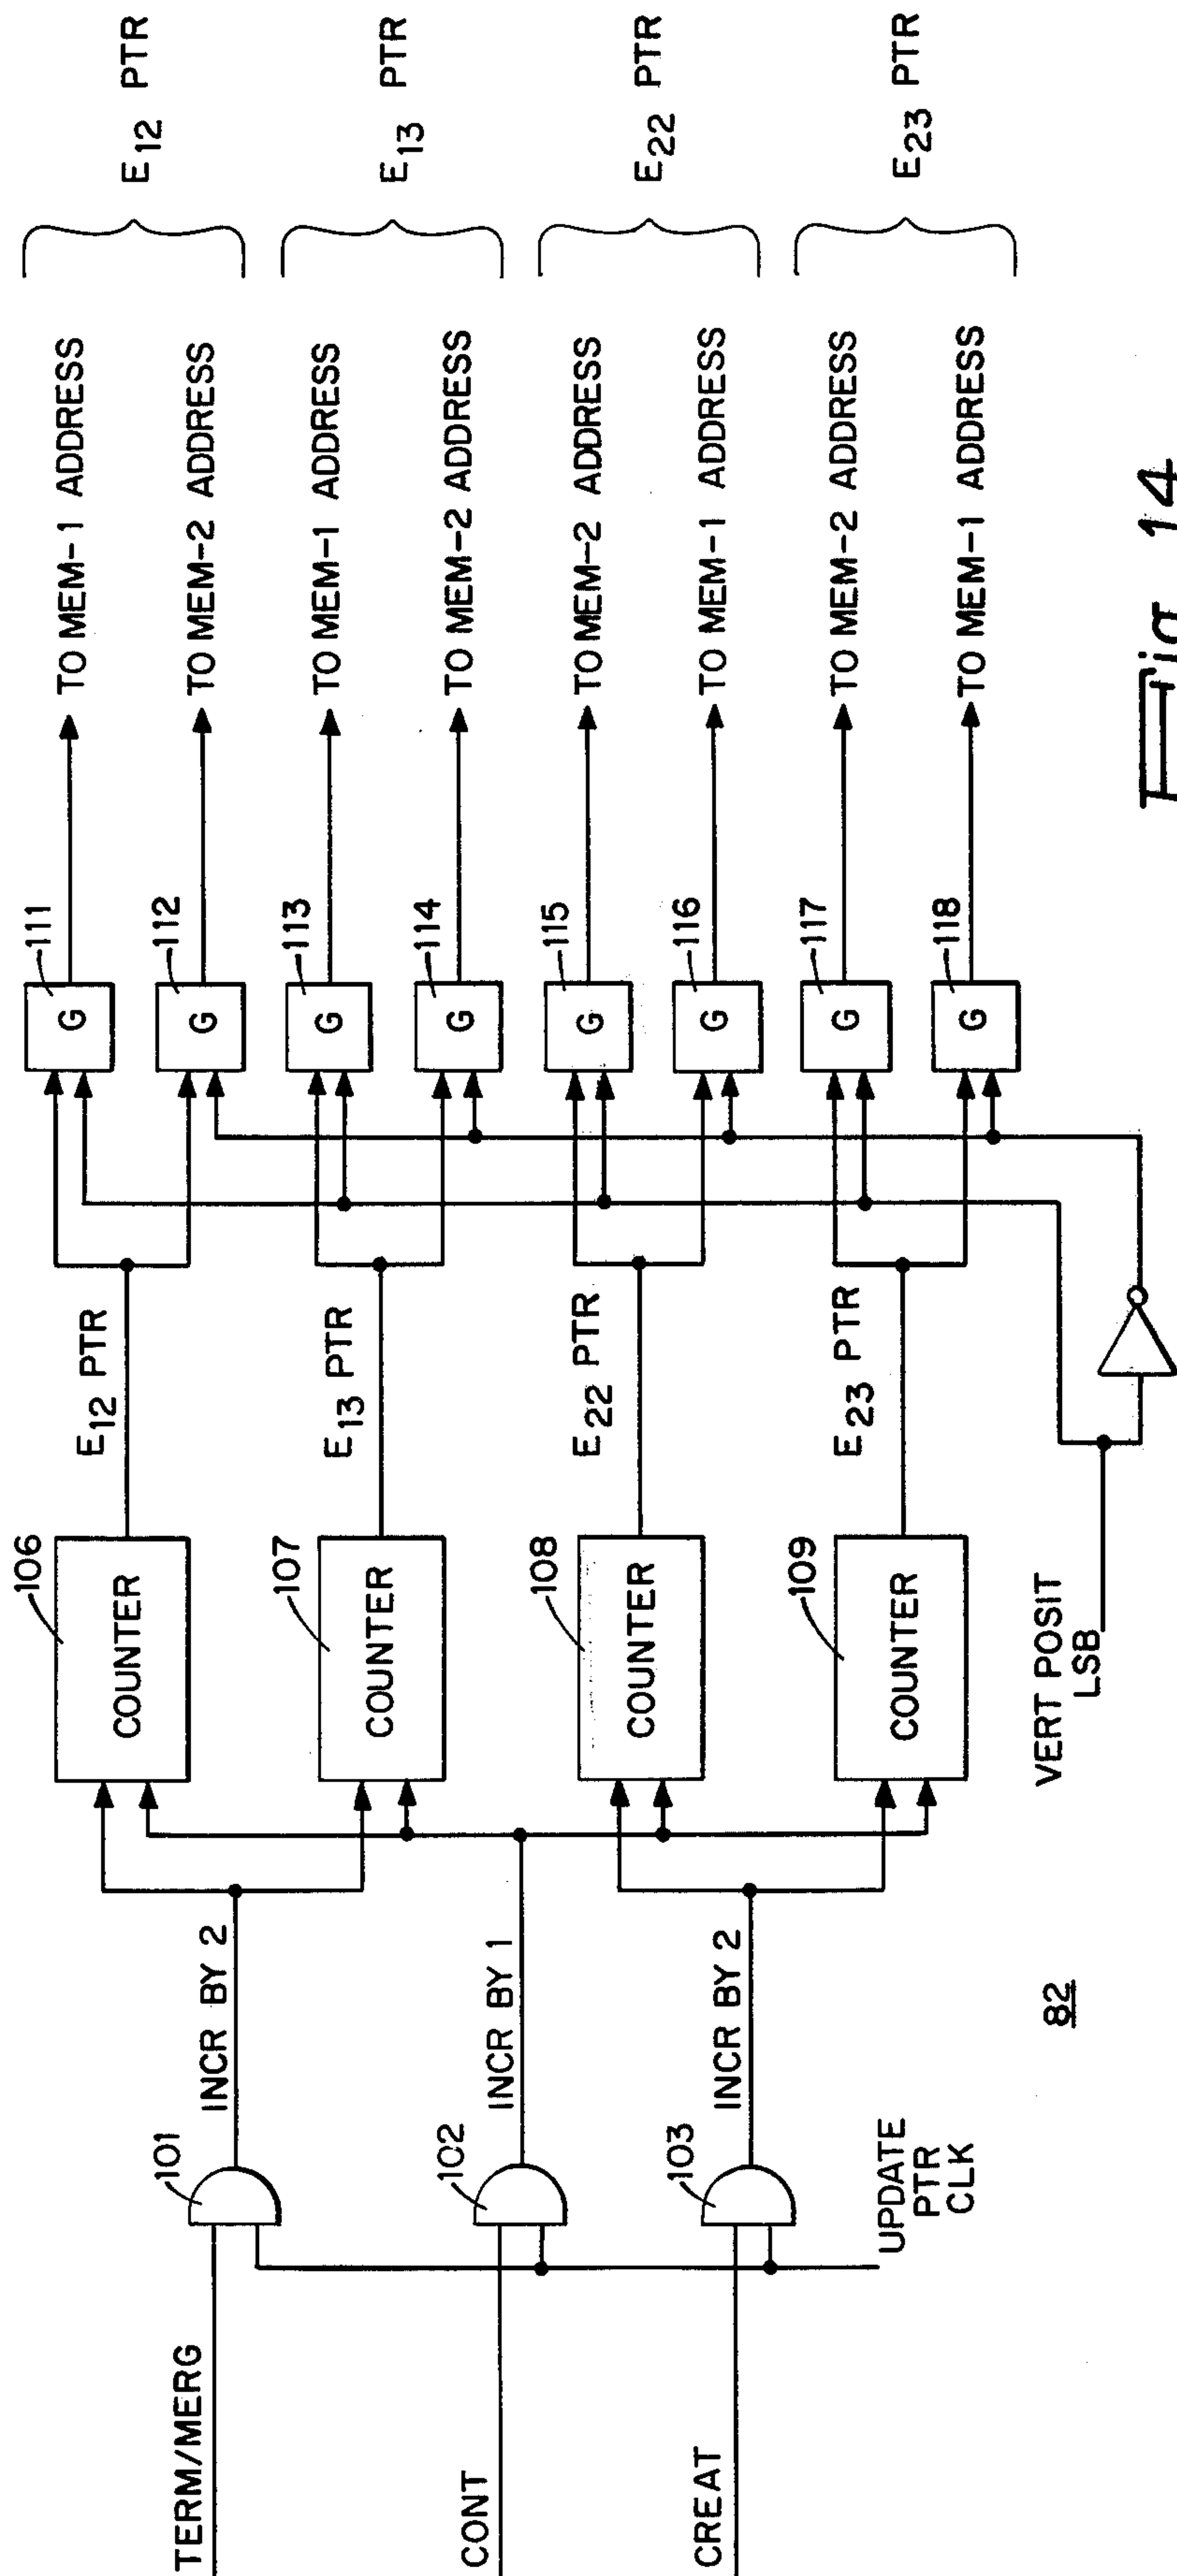 TERM/MERG
CONT
CREAT
101
102
103
UPDATE
PTR
CLK
INCR BY 2
INCR BY 1
INCR BY 2
82
106
COUNTER
107
COUNTER
108
COUNTER
109
COUNTER
VERT POSIT
LSB
E12 PTR
E13 PTR
E22 PTR
E23 PTR
111
G
112
G
113
G
114
G
115
G
116
G
117
G
118
G
TO MEM-1 ADDRESS
TO MEM-2 ADDRESS
TO MEM-1 ADDRESS
TO MEM-2 ADDRESS
TO MEM-2 ADDRESS
TO MEM-1 ADDRESS
TO MEM-2 ADDRESS
TO MEM-1 ADDRESS
E12 PTR
E13 PTR
E22 PTR
E23 PTR
Fig 14